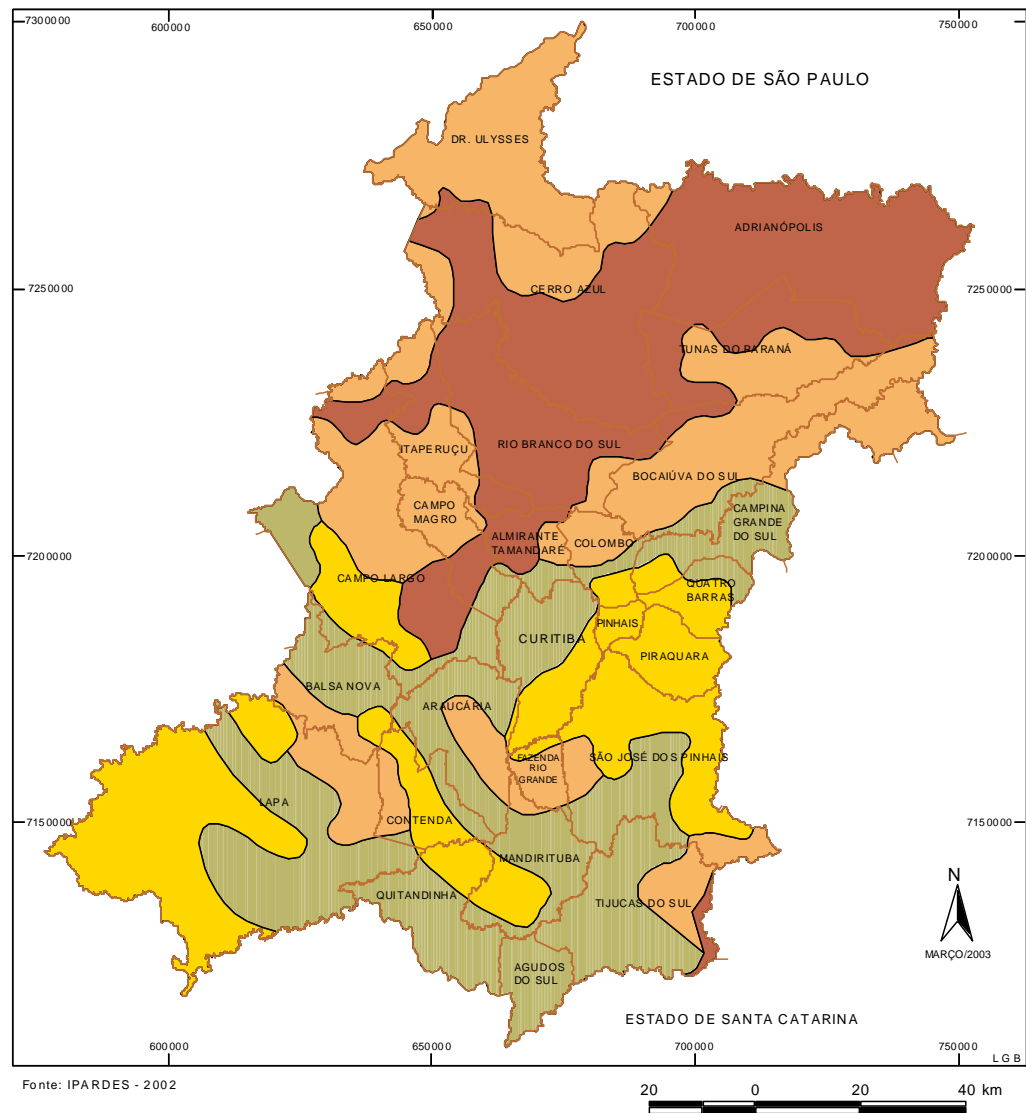 600000
650000
700000
750000
7300000
ESTADO DE SÃO PAULO
DR. ULYSSES
ADRIANÓPOLIS
7250000
CERRO AZUL
7250000
TUNAS DO PARANÁ
RIO BRANCO DO SUL
ITAPERUÇU
BOCAIÚVA DO SUL
CAMPO
MAGRO
CAMPINA
GRANDE
DO SUL
ALMIRANTE
TAMANDARÉ
COLOMBO
7200000
7200000
CAMPO LARGO
QUATRO
BARRAS
PINHAIS
CURITIBA
PIRAQUARA
BALSA NOVA
ARAUCÁRIA
FAZENDA
RIO
GRANDE
SÃO JOSÉ DOS PINHAIS
LAPA
CONTENDA
7150000
7150000
MANDIRITUBA
QUITANDINHA
TIJUCAS DO SUL
N
MARÇO/2003
AGUDOS
DO SUL
ESTADO DE SANTA CATARINA
600000
650000
700000
750000
LGB
Fonte: IPARDES - 2002
20 0 20 40 km